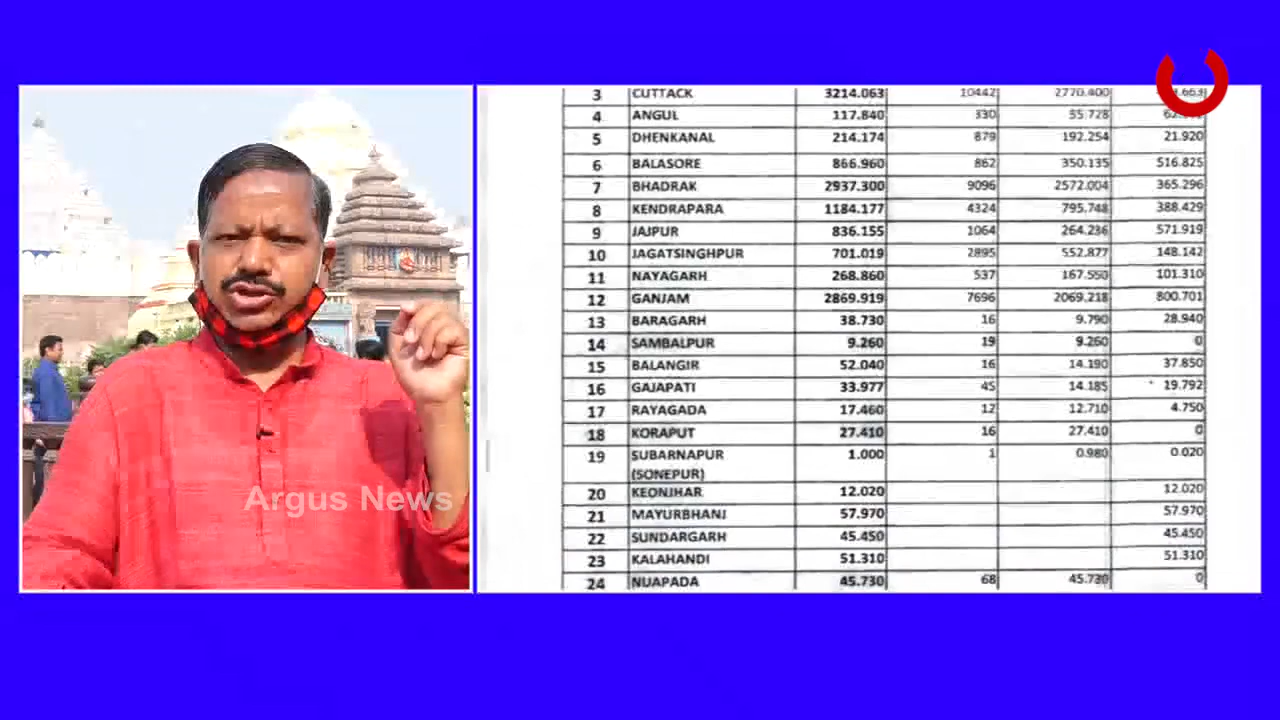 3 CUTTACK 3214.063 10442 2770.400
4 ANGUL 117.840 330 55.728
5 DHENKANAL 214.174 879 192.254 21.920
6 BALASORE 866.960 862 350.135 516.825
7 BHADRAK 2937.300 9096 2572.004 365.296
8 KENDRAPARA 1184.177 4324 795.748 388.429
9 JAJPUR 836.155 1064 264.236 571.919
10 JAGATSINGHPUR 701.019 2895 552.877 148.142
11 NAYAGARH 268.860 537 167.550 101.310
12 GANJAM 2869.919 7696 2069.218 800.701
13 BARAGARH 38.730 16 9.790 28.940
14 SAMBALPUR 9.260 19 9.260 0
15 BALANGIR 52.040 16 14.190 37.850
16 GAJAPATI 33.977 45 14.185 19.792
17 RAYAGADA 17.460 12 12.710 4.750
18 KORAPUT 27.410 16 27.410 0
19 SUBARNAPUR 1.000 1 0.980 0.020
(SONEPUR)
20 KEONJHAR 12.020 12.020
21 MAYURBHANJ 57.970 57.970
22 SUNDARGARH 45.450 45.450
23 KALAHANDI 51.310 51.310
24 NUAPADA 45.730 68 45.730 0
Argus News